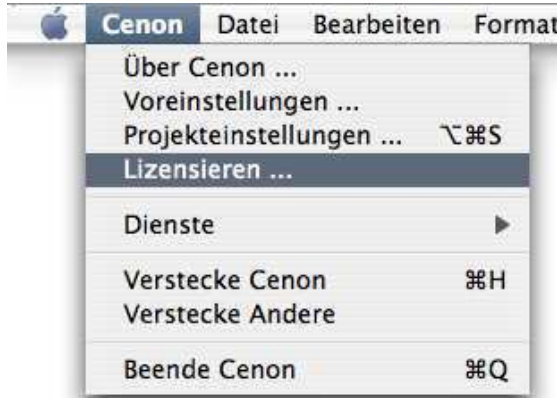 Cenon Datei Bearbeiten Format
Über Cenon ...
Voreinstellungen ...
Projekteinstellungen ... ⌥⌘S
Lizensieren ...
Dienste
Verstecke Cenon ⌘H
Verstecke Andere
Beende Cenon ⌘Q